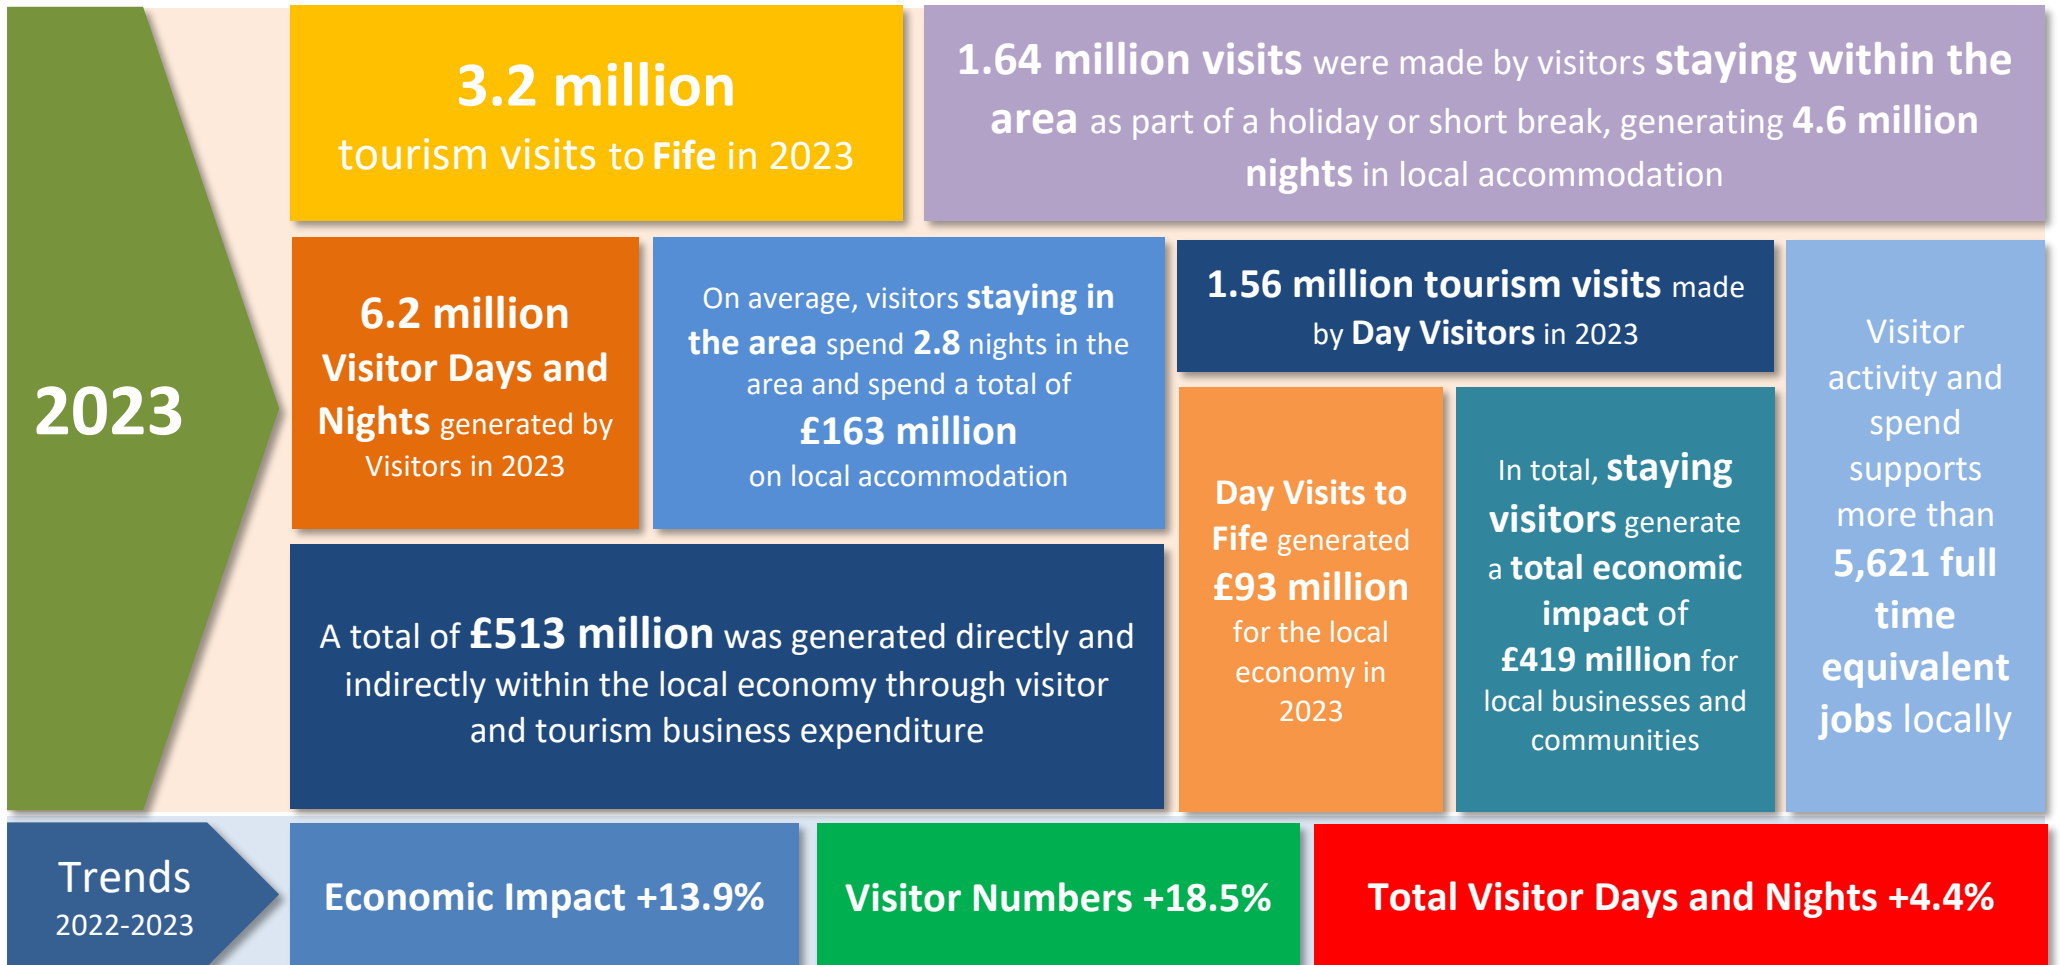 2023
3.2 million
tourism visits to Fife in 2023
1.64 million visits were made by visitors staying within the
area as part of a holiday or short break, generating 4.6 million
nights in local accommodation
6.2 million
Visitor Days and
Nights generated by
Visitors in 2023
On average, visitors staying in
the area spend 2.8 nights in the
area and spend a total of
£163 million
on local accommodation
1.56 million tourism visits made
by Day Visitors in 2023
Visitor
activity and
spend
supports
more than
5,621 full
time
equivalent
jobs locally
A total of £513 million was generated directly and
indirectly within the local economy through visitor
and tourism business expenditure
Day Visits to
Fife generated
£93 million
for the local
economy in
2023
In total, staying
visitors generate
a total economic
impact of
£419 million for
local businesses and
communities
Trends
2022-2023
Economic Impact +13.9%
Visitor Numbers +18.5%
Total Visitor Days and Nights +4.4%